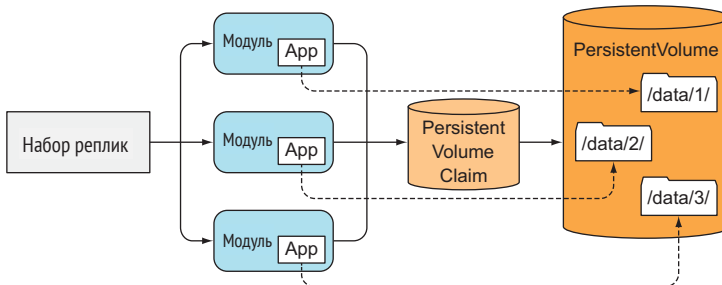 Набор реплик
Модуль
App
Модуль
App
Модуль
App
Persistent
Volume
Claim
PersistentVolume
/data/1/
/data/2/
/data/3/